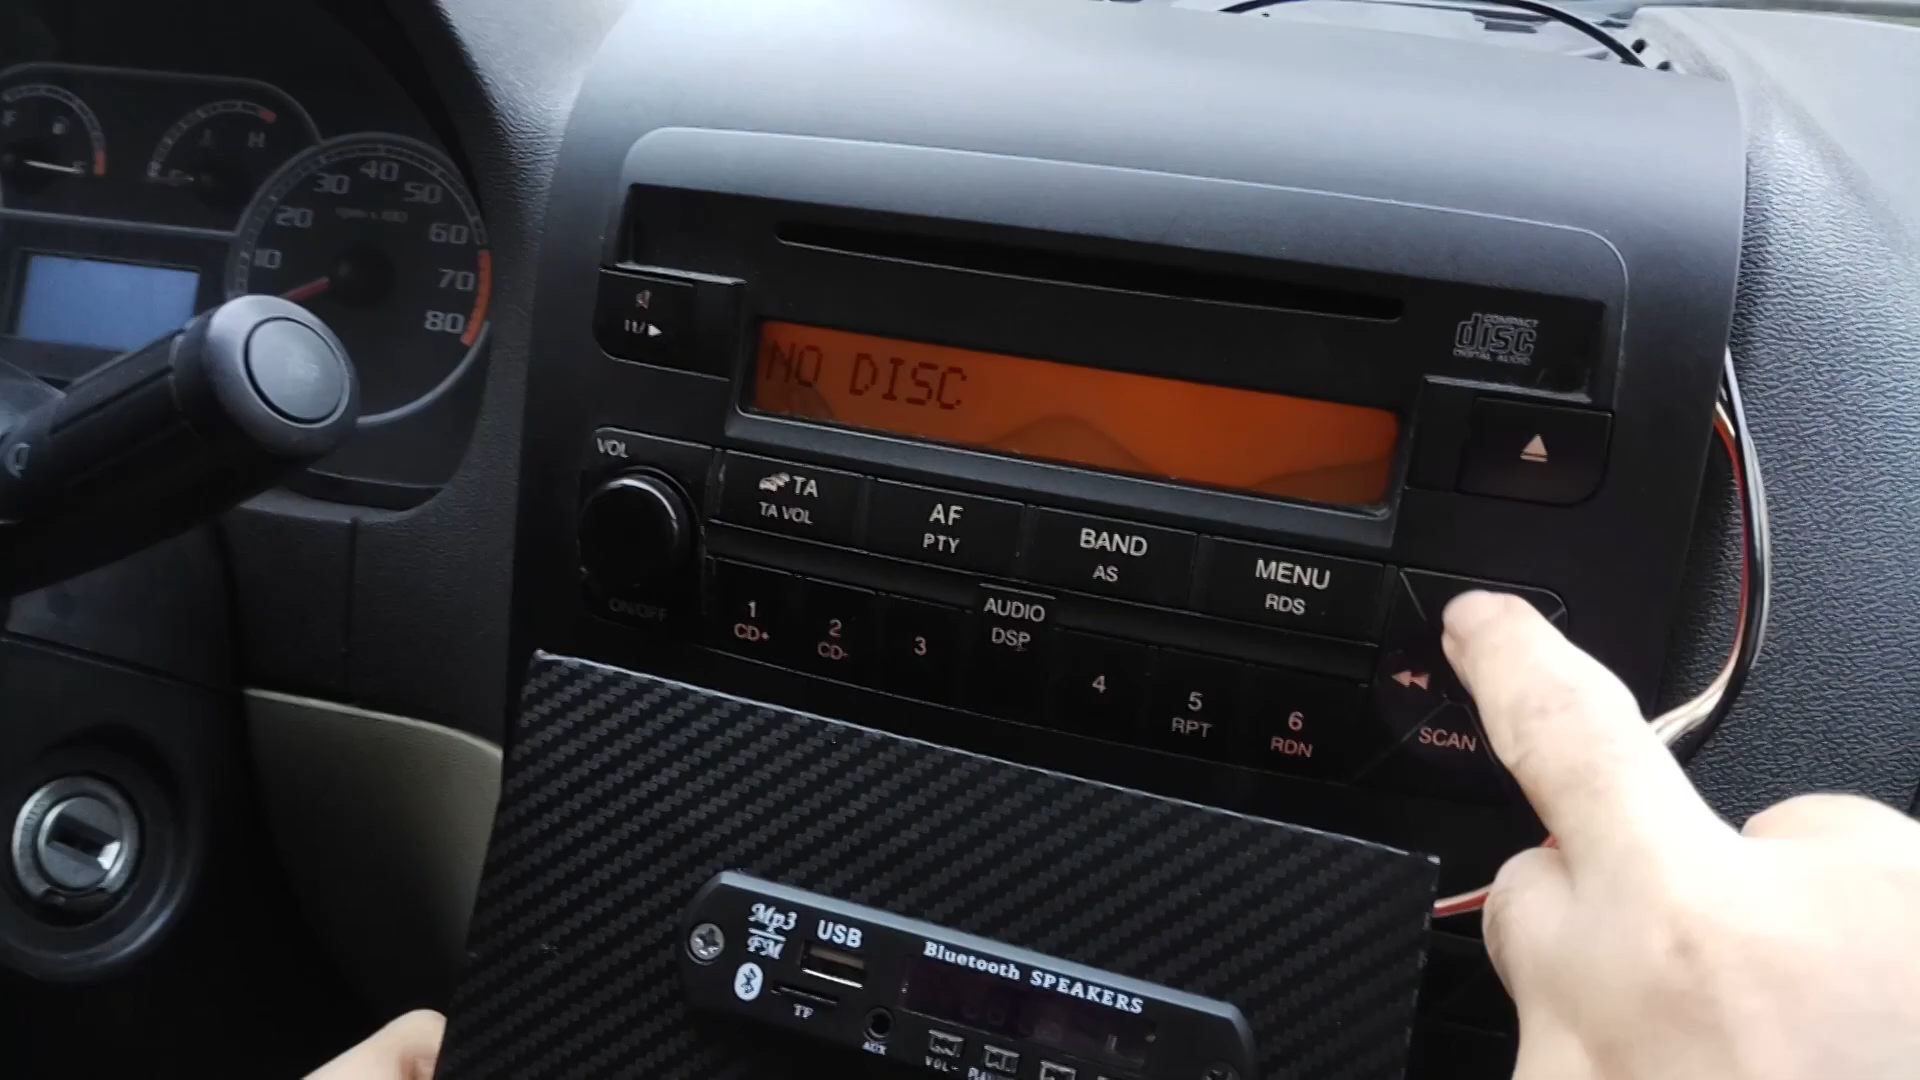 F
H
10
20
30
40
50
60
70
80
COMPACT
disc
DIGITAL AUDIO
NO DISC
VOL
ON/OFF
TA
TA VOL
AF
PTY
BAND
AS
MENU
RDS
1
CD+
2
CD-
3
AUDIO
DSP
4
5
RPT
6
RDN
SCAN
Mp3
FM
USB
TF
AUX
Bluetooth SPEAKERS
VOL-